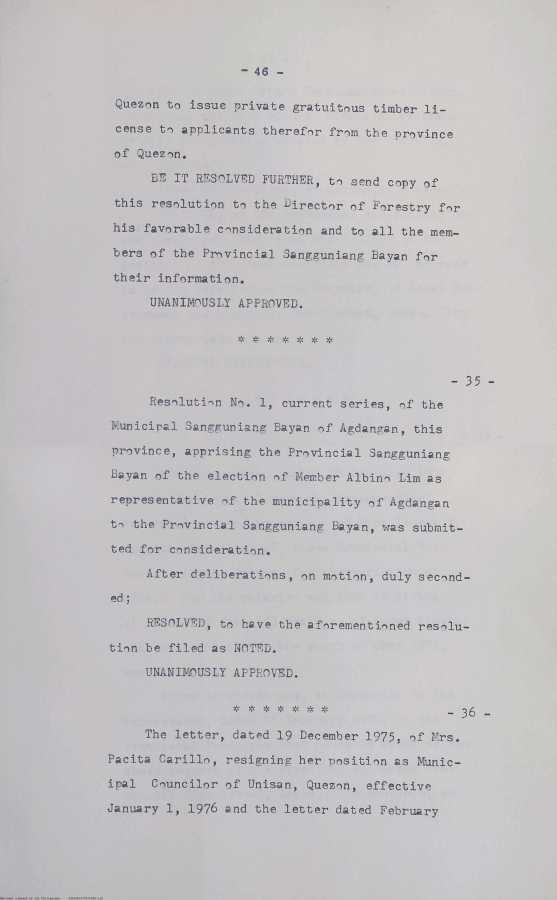 - 46 -
Quezon to issue private gratuitous timber li-
cense to applicants therefor from the province
of Quezon.
BE IT RESOLVED FURTHER, to send copy of
this resolution to the Director of Forestry for
his favorable consideration and to all the mem-
bers of the Provincial Sangguniang Bayan for
their information.
UNANIMOUSLY APPROVED.
* * * * * * *
- 35 -
Resolution No. 1, current series, of the
Municipal Sangguniang Bayan of Agdangan, this
province, apprising the Provincial Sangguniang
Bayan of the election of Member Albino Lim as
representative of the municipality of Agdangan
to the Provincial Sangguniang Bayan, was submit-
ted for consideration.
After deliberations, on motion, duly second-
ed;
RESOLVED, to have the aforementioned resolu-
tion be filed as NOTED.
UNANIMOUSLY APPROVED.
* * * * * * *
- 36 -
The letter, dated 19 December 1975, of Mrs.
Pacita Carillo, resigning her position as Munic-
ipal Councilor of Unisan, Quezon, effective
January 1, 1976 and the letter dated February